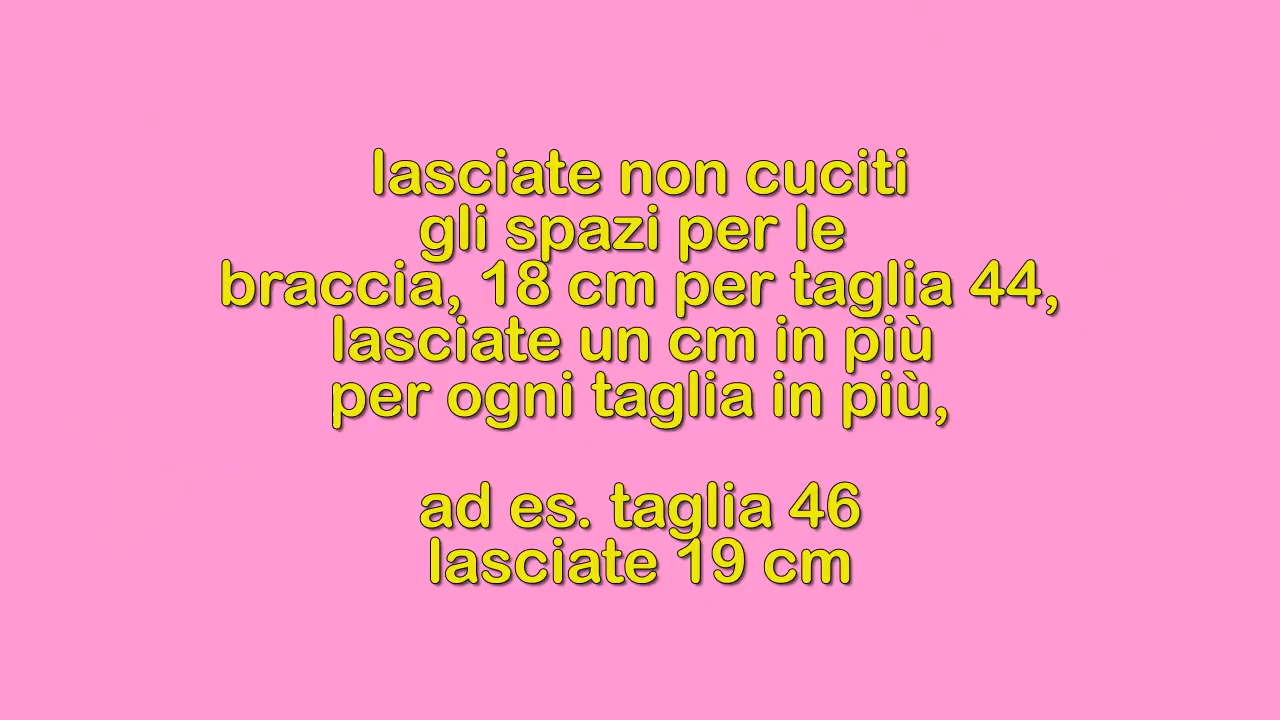 lasciate non cuciti
gli spazi per le
braccia, 18 cm per taglia 44,
lasciate un cm in più
per ogni taglia in più,
ad es. taglia 46
lasciate 19 cm